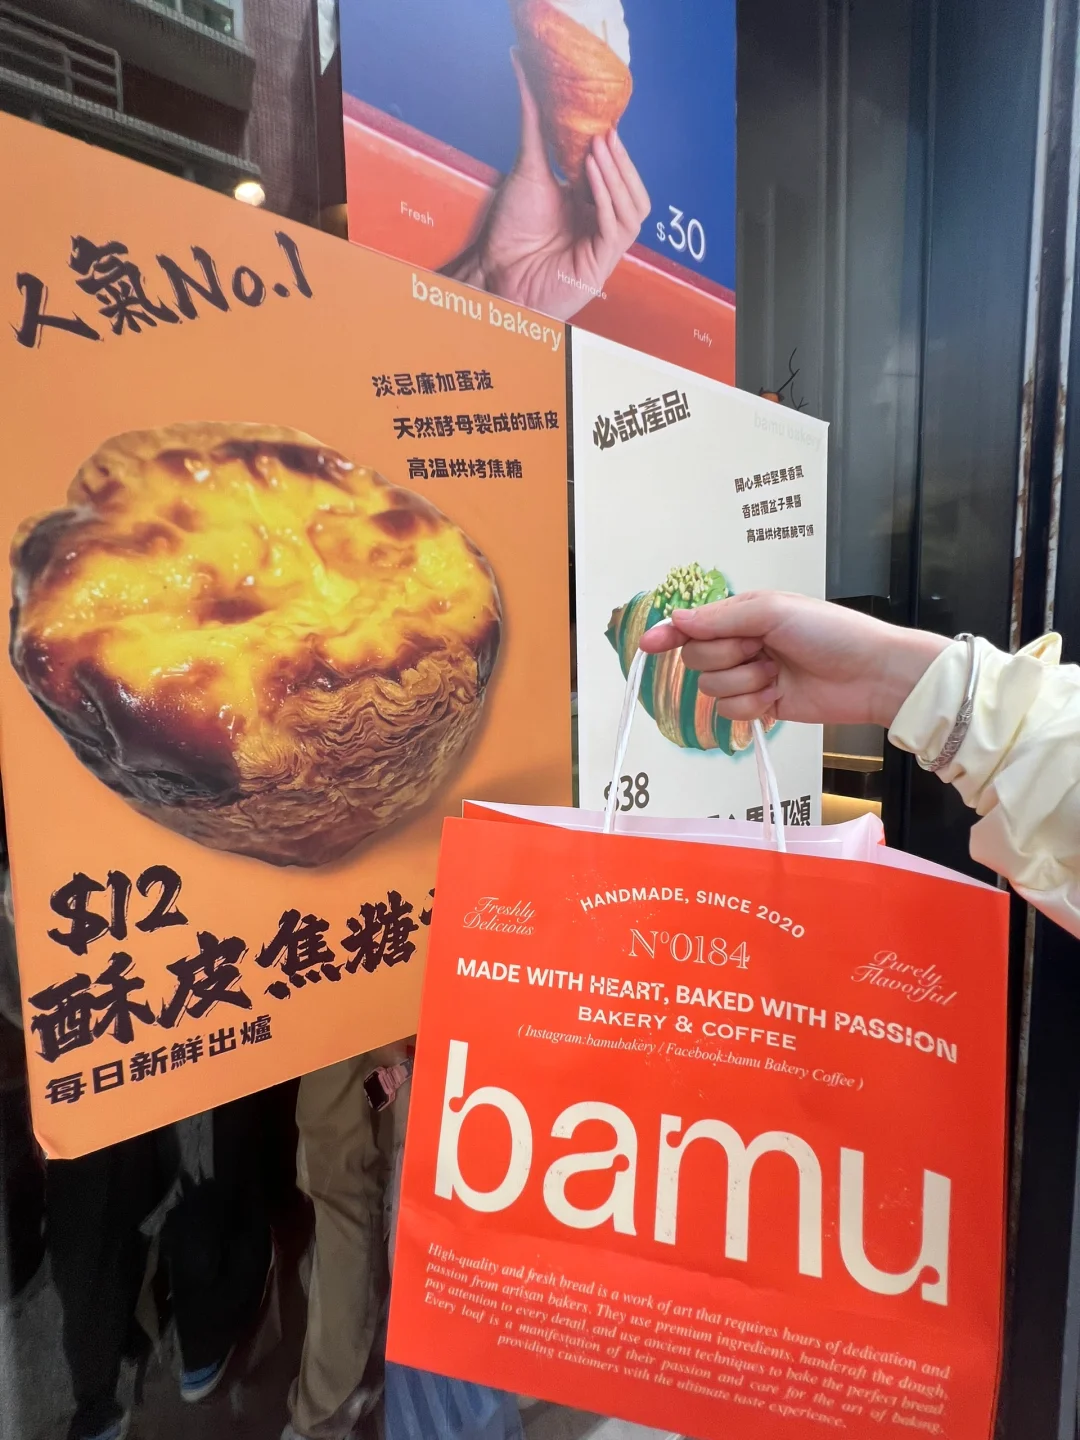 Fresh
Handmade
$30
Fluffy
人氣No.1
bamu bakery
淡忌廉加蛋液
天然酵母製成的酥皮
高温烘烤焦糖
$12
酥皮焦糖
每日新鮮出爐
必試產品!
bamu bakery
開心果碎堅果香氣
香甜覆盆子果醬
高温烘烤酥脆可頌
$38
可頌
HANDMADE, SINCE 2020
Freshly
Delicious
Nº0184
Purely
Flavorful
MADE WITH HEART, BAKED WITH PASSION
BAKERY & COFFEE
( Instagram:bamubakery / Facebook:bamu Bakery Coffee )
bamu
High-quality and fresh bread is a work of art that requires hours of dedication and
passion from artisan bakers. They use premium ingredients, handcraft the dough,
pay attention to every detail, and use ancient techniques to bake the perfect bread.
Every loaf is a manifestation of their passion and care for the art of baking,
providing customers with the ultimate taste experience.